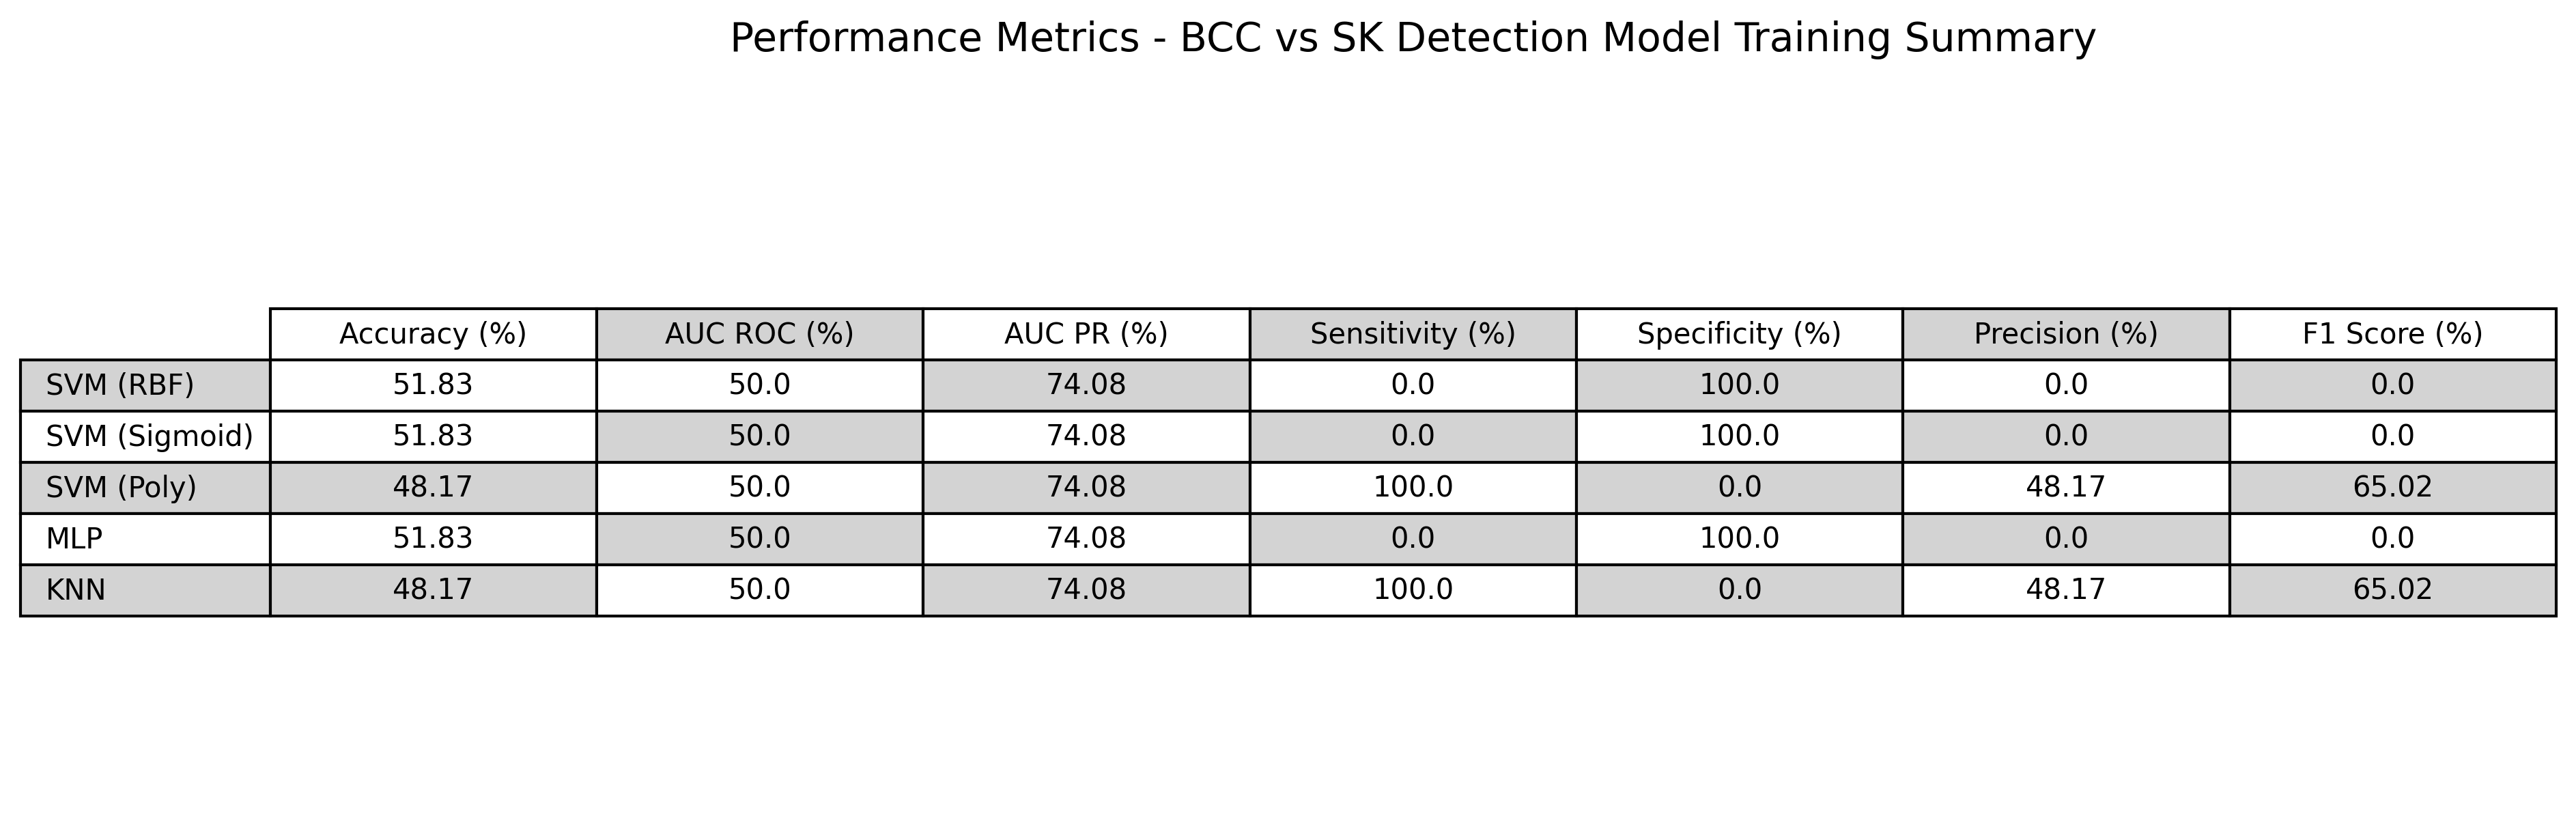 Performance Metrics - BCC vs SK Detection Model Training Summary
Accuracy (%) AUC ROC (%) AUC PR (%) Sensitivity (%) Specificity (%) Precision (%) F1 Score (%)
SVM (RBF) 51.83 50.0 74.08 0.0 100.0 0.0 0.0
SVM (Sigmoid) 51.83 50.0 74.08 0.0 100.0 0.0 0.0
SVM (Poly) 48.17 50.0 74.08 100.0 0.0 48.17 65.02
MLP 51.83 50.0 74.08 0.0 100.0 0.0 0.0
KNN 48.17 50.0 74.08 100.0 0.0 48.17 65.02